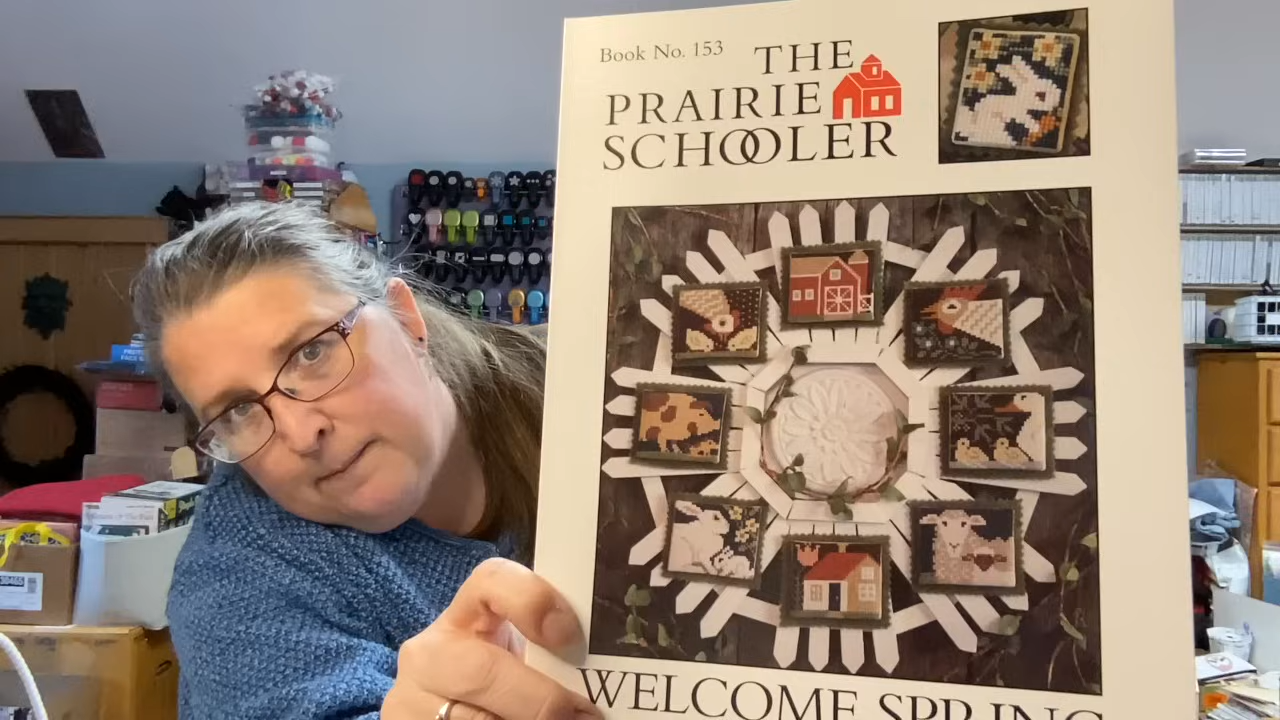 Book No. 153
THE
PRAIRIE
SCHOOLER
WELCOME SPRING